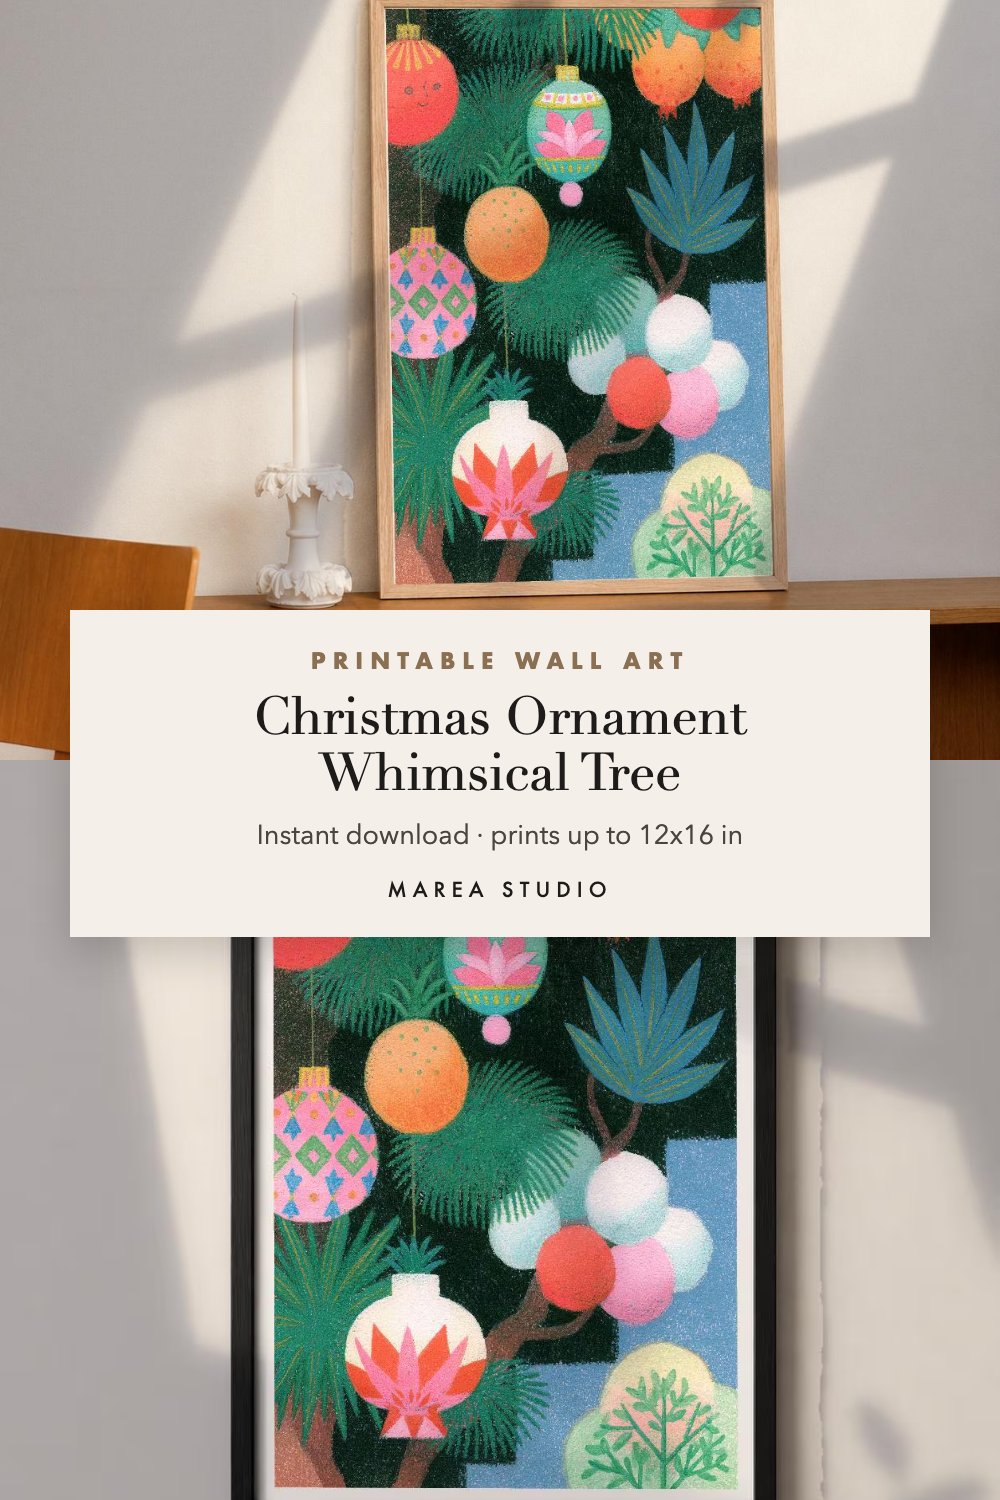 PRINTABLE WALL ART
Christmas Ornament
Whimsical Tree
Instant download · prints up to 12x16 in
MAREA STUDIO